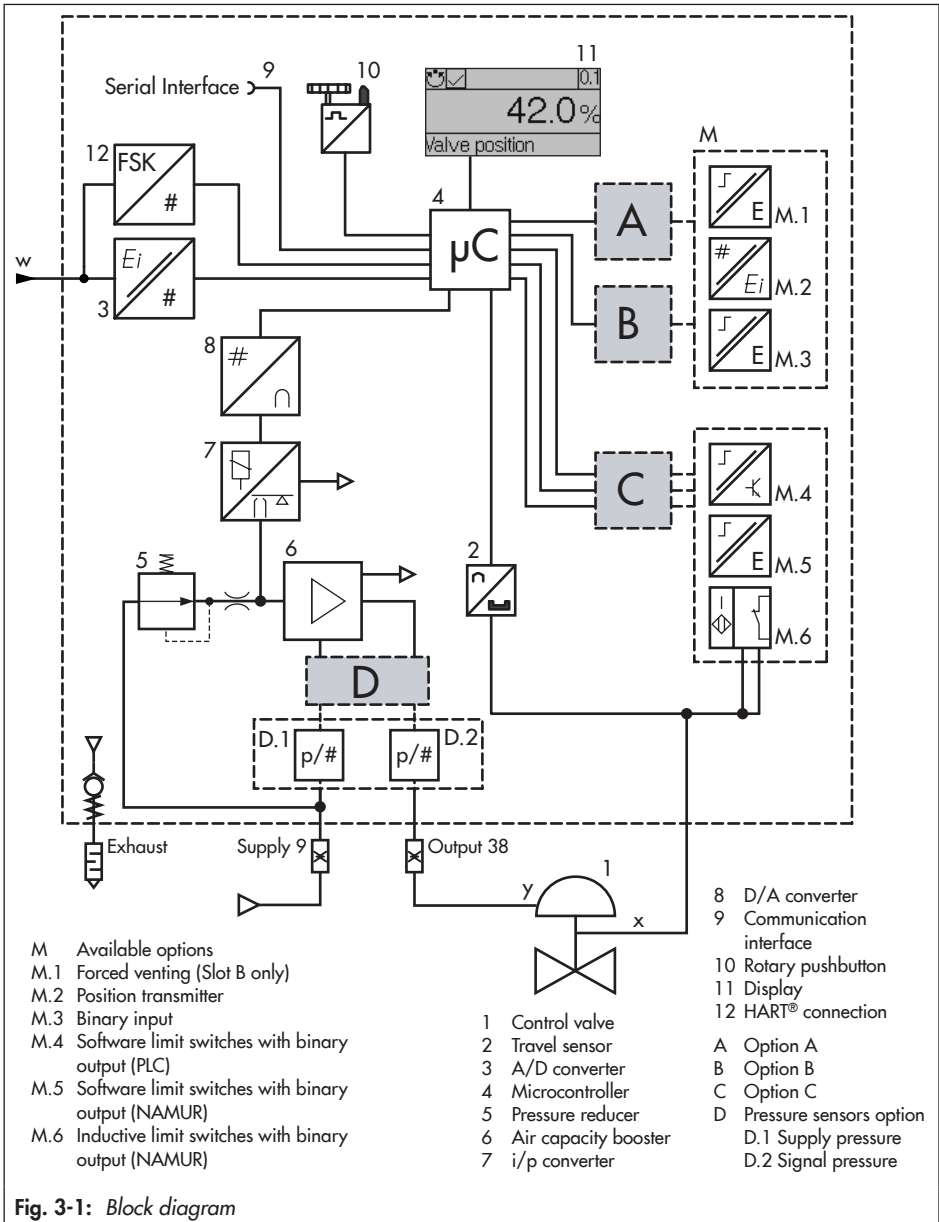 11
9
10
Serial Interface
0.1
42.0%
Valve position
M
12
FSK
#
4
µC
A
E
M.1
w
Ei
#
3
#
Ei
M.2
B
E
M.3
8
#
7
C
M.4
E
M.5
M.6
5
6
2
D
D.1
p/#
p/#
D.2
Exhaust
Supply 9
Output 38
1
y
x
M Available options
M.1 Forced venting (Slot B only)
M.2 Position transmitter
M.3 Binary input
M.4 Software limit switches with binary
output (PLC)
M.5 Software limit switches with binary
output (NAMUR)
M.6 Inductive limit switches with binary
output (NAMUR)
1 Control valve
2 Travel sensor
3 A/D converter
4 Microcontroller
5 Pressure reducer
6 Air capacity booster
7 i/p converter
8 D/A converter
9 Communication
interface
10 Rotary pushbutton
11 Display
12 HART® connection
A Option A
B Option B
C Option C
D Pressure sensors option
D.1 Supply pressure
D.2 Signal pressure
Fig. 3-1: Block diagram